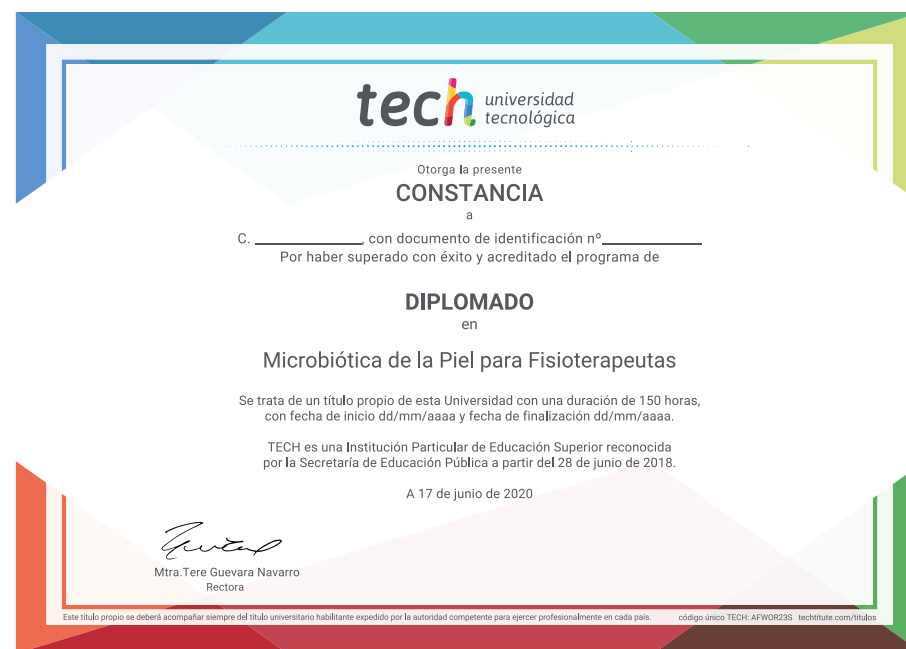 tech universidad
tecnológica
Otorga la presente
CONSTANCIA
a
C. ____________, con documento de identificación nº____________
Por haber superado con éxito y acreditado el programa de
DIPLOMADO
en
Microbiótica de la Piel para Fisioterapeutas
Se trata de un título propio de esta Universidad con una duración de 150 horas,
con fecha de inicio dd/mm/aaaa y fecha de finalización dd/mm/aaaa.
TECH es una Institución Particular de Educación Superior reconocida
por la Secretaría de Educación Pública a partir del 28 de junio de 2018.
A 17 de junio de 2020
Mtra.Tere Guevara Navarro
Rectora
Este título propio se deberá acompañar siempre del título universitario habilitante expedido por la autoridad competente para ejercer profesionalmente en cada país. código único TECH: AFWOR23S techtitute.com/titulos